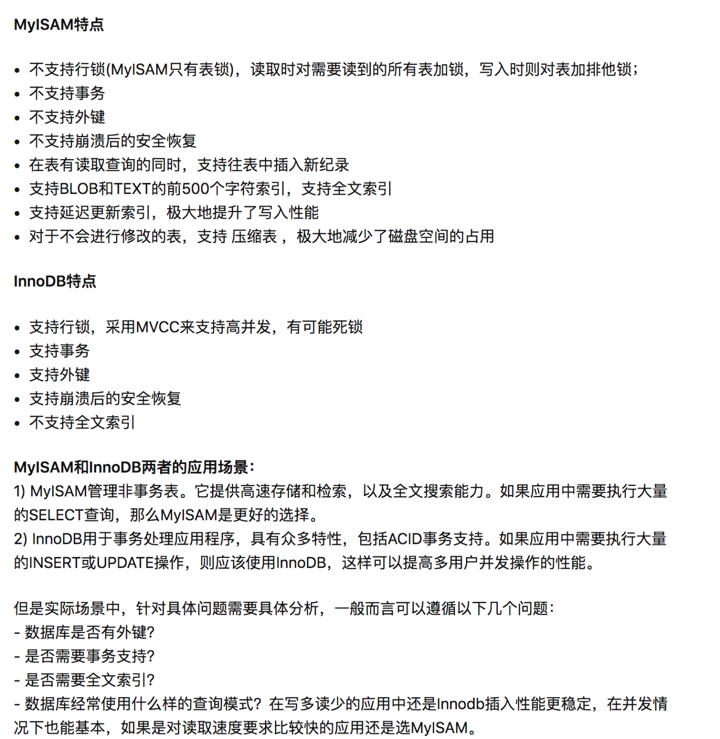 MyISAM特点
• 不支持行锁(MyISAM只有表锁)，读取时对需要读到的所有表加锁，写入时则对表加排他锁；
• 不支持事务
• 不支持外键
• 不支持崩溃后的安全恢复
• 在表有读取查询的同时，支持往表中插入新纪录
• 支持BLOB和TEXT的前500个字符索引，支持全文索引
• 支持延迟更新索引，极大地提升了写入性能
• 对于不会进行修改的表，支持 压缩表 ，极大地减少了磁盘空间的占用
InnoDB特点
• 支持行锁，采用MVCC来支持高并发，有可能死锁
• 支持事务
• 支持外键
• 支持崩溃后的安全恢复
• 不支持全文索引
MyISAM和InnoDB两者的应用场景：
1) MyISAM管理非事务表。它提供高速存储和检索，以及全文搜索能力。如果应用中需要执行大量
的SELECT查询，那么MyISAM是更好的选择。
2) InnoDB用于事务处理应用程序，具有众多特性，包括ACID事务支持。如果应用中需要执行大量
的INSERT或UPDATE操作，则应该使用InnoDB，这样可以提高多用户并发操作的性能。
但是实际场景中，针对具体问题需要具体分析，一般而言可以遵循以下几个问题：
- 数据库是否有外键？
- 是否需要事务支持？
- 是否需要全文索引？
- 数据库经常使用什么样的查询模式？在写多读少的应用中还是Innodb插入性能更稳定，在并发情
况下也能基本，如果是对读取速度要求比较快的应用还是选MyISAM。